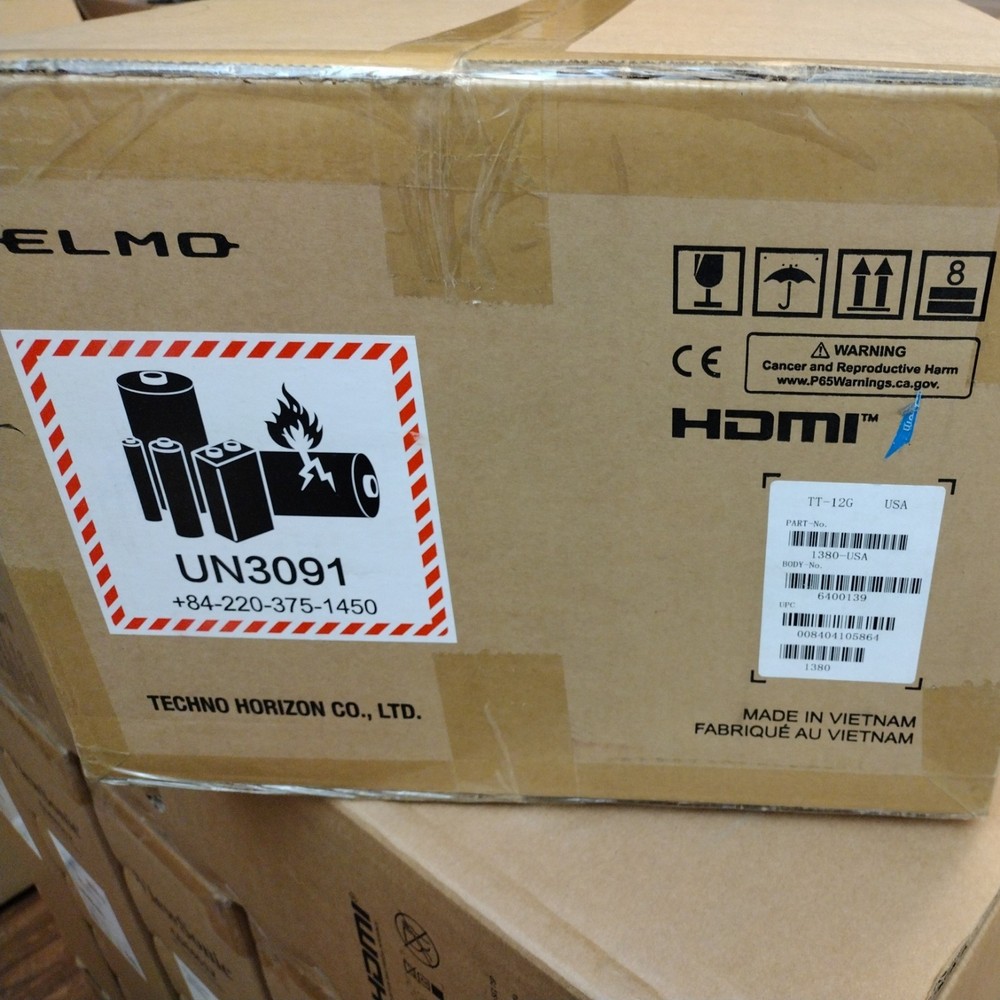 ELMO
8
CE
WARNING
Cancer and Reproductive Harm
www.P65Warnings.ca.gov.
HDMI™
UN3091
+84-220-375-1450
TT-12G USA
PART-No.
1380-USA
BODY-No.
6400139
UPC
008404105864
1380
TECHNO HORIZON CO., LTD.
MADE IN VIETNAM
FABRIQUÉ AU VIETNAM
HDMI